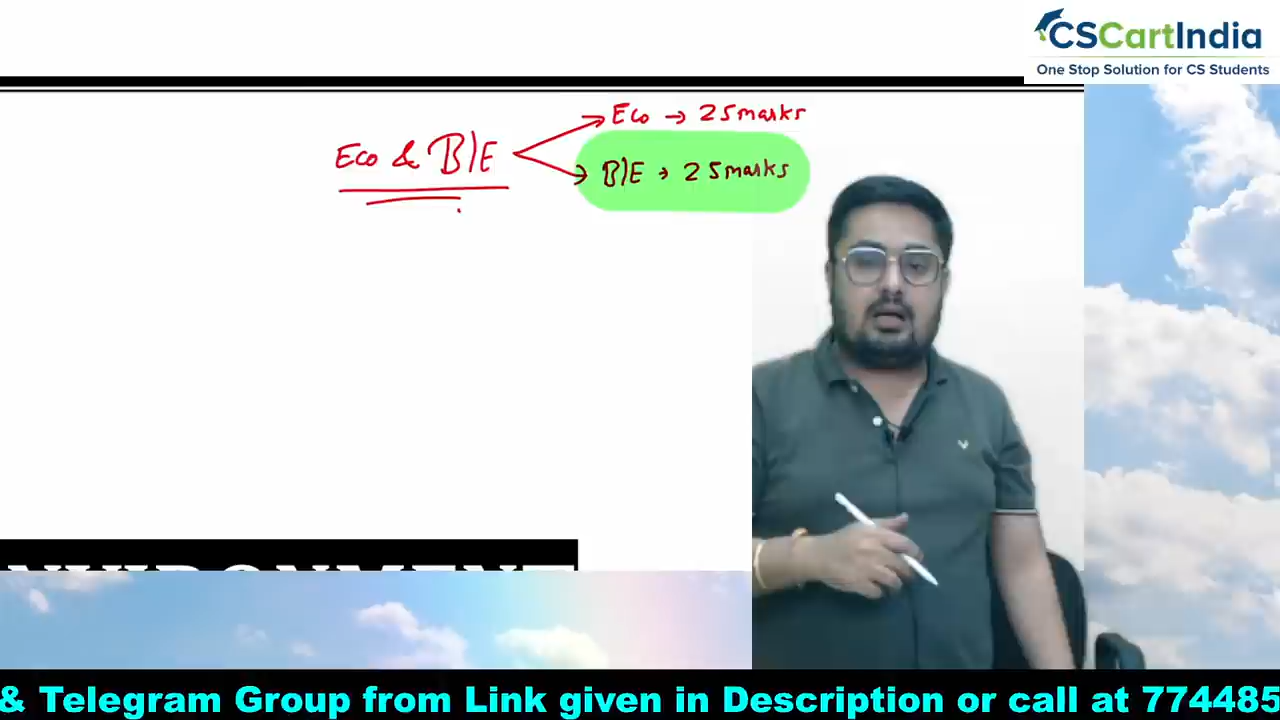 CSCartIndia
One Stop Solution for CS Students
Eco → 25marks
Eco & B/E
B/E → 25marks
& Telegram Group from Link given in Description or call at 774485